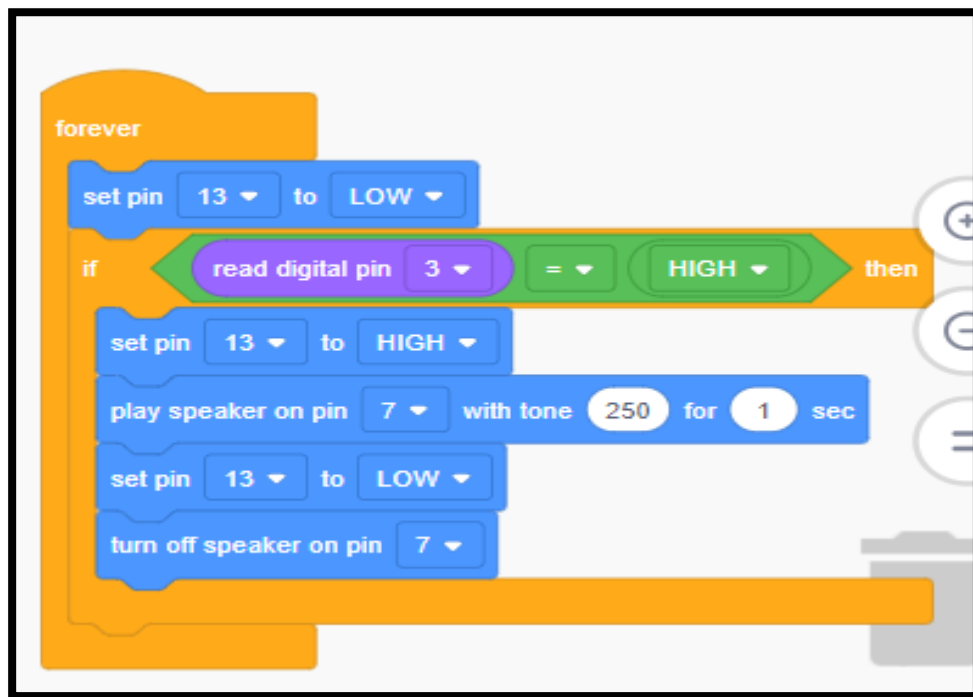 forever
set pin 13 to LOW
if read digital pin 3 = HIGH then
set pin 13 to HIGH
play speaker on pin 7 with tone 250 for 1 sec
set pin 13 to LOW
turn off speaker on pin 7